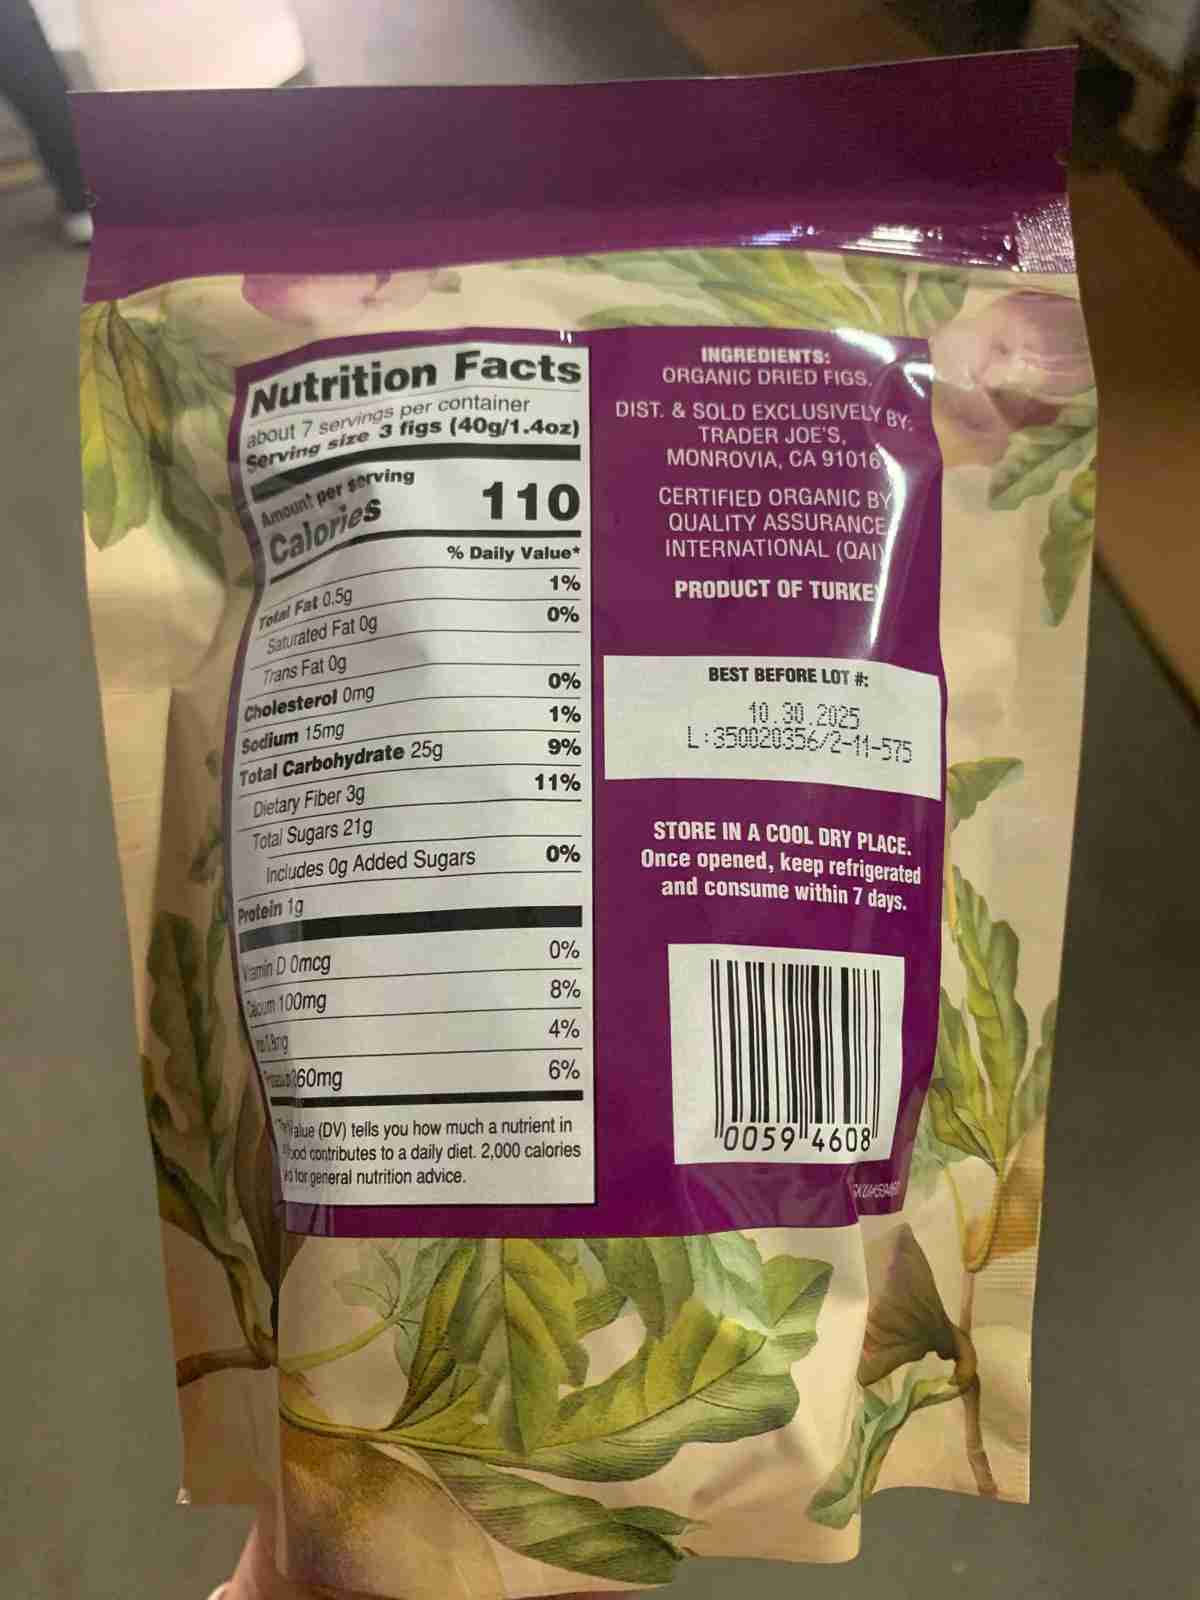 Nutrition Facts
about 7 servings per container
Serving size 3 figs (40g/1.4oz)
Amount per serving
Calories 110
% Daily Value*
Total Fat 0.5g 1%
Saturated Fat 0g 0%
Trans Fat 0g
Cholesterol 0mg 0%
Sodium 15mg 1%
Total Carbohydrate 25g 9%
Dietary Fiber 3g 11%
Total Sugars 21g
Includes 0g Added Sugars 0%
Protein 1g
Vitamin D 0mcg 0%
Calcium 100mg 8%
4%
260mg 6%
Value (DV) tells you how much a nutrient in
food contributes to a daily diet. 2,000 calories
for general nutrition advice.
INGREDIENTS:
ORGANIC DRIED FIGS.
DIST. & SOLD EXCLUSIVELY BY:
TRADER JOE'S,
MONROVIA, CA 91016
CERTIFIED ORGANIC BY
QUALITY ASSURANCE
INTERNATIONAL (QAI)
PRODUCT OF TURKEY
BEST BEFORE LOT #:
10.30.2025
L:350020356/2-11-575
STORE IN A COOL DRY PLACE.
Once opened, keep refrigerated
and consume within 7 days.
0059 4608